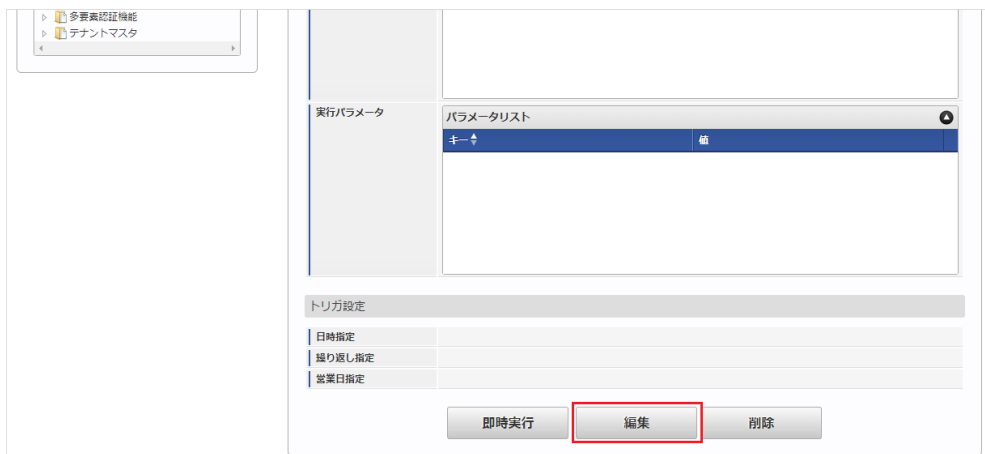 多要素認証機能
テナントマスタ
実行パラメータ
パラメータリスト
キー 値
トリガ設定
日時指定
繰り返し指定
営業日指定
即時実行 編集 削除